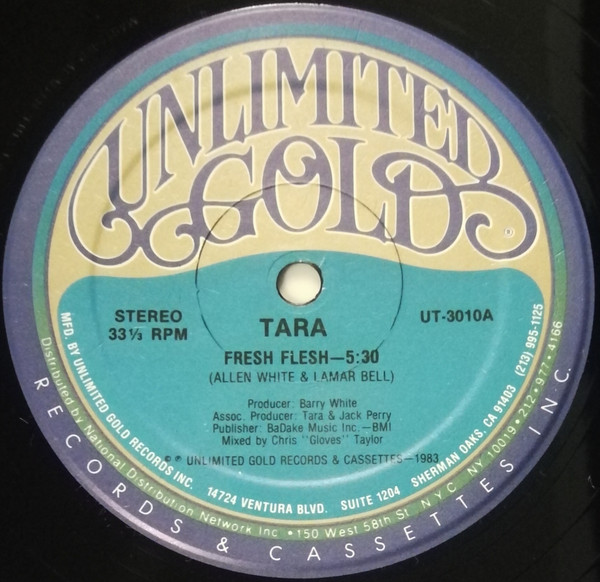 UNLIMITED
GOLD
®
STEREO
33⅓ RPM
TARA
UT-3010A
FRESH FLESH—5:30
(ALLEN WHITE & LAMAR BELL)
Producer: Barry White
Assoc. Producer: Tara & Jack Perry
Publisher: BaDake Music Inc.—BMI
Mixed by Chris "Gloves" Taylor
© ℗ UNLIMITED GOLD RECORDS & CASSETTES—1983
MFD. BY UNLIMITED GOLD RECORDS INC. 14724 VENTURA BLVD. SUITE 1204 SHERMAN OAKS, CA 91403 (213) 995-1125
Distributed by National Distribution Network Inc • 150 West 58th St. NYC NY 10019 • 212 • 977 • 4166
RECORDS & CASSETTES INC.